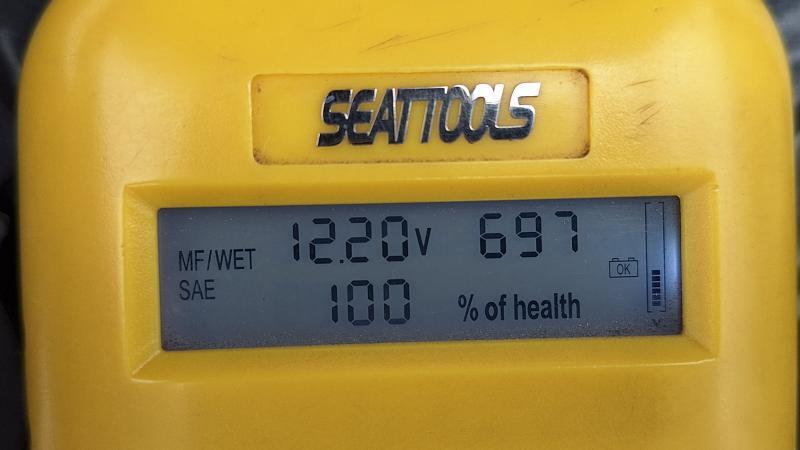 SEATTOOLS
MF/WET 12.20V 697
SAE 100 % of health
OK
V